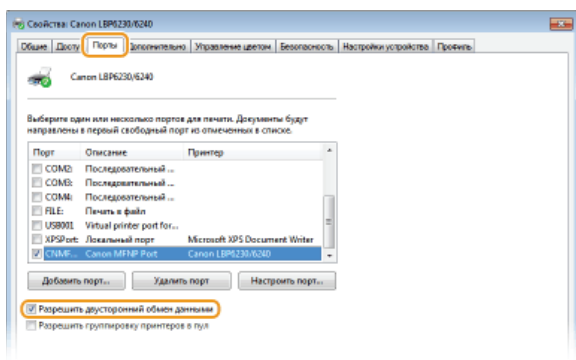 Свойства: Canon LBP6230/6240
Общие Досту Порты Дополнительно Управление цветом Безопасность Настройки устройства Профиль
Canon LBP6230/6240
Выберите один или несколько портов для печати. Документы будут
направлены в первый свободный порт из отмеченных в списке.
Порт Описание Принтер
COM2: Последовательный ...
COM3: Последовательный ...
COM4: Последовательный ...
FILE: Печать в файл
USB001 Virtual printer port for...
XPSPort: Локальный порт Microsoft XPS Document Writer
CNMF... Canon MFNP Port Canon LBP6230/6240
Добавить порт... Удалить порт Настроить порт...
Разрешить двусторонний обмен данными
Разрешить группировку принтеров в пул